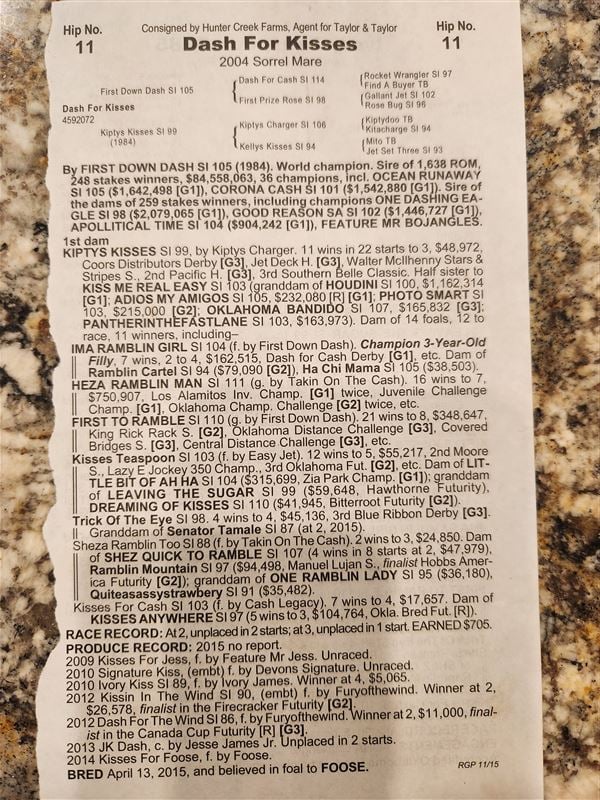 Hip No.
11
Consigned by Hunter Creek Farms, Agent for Taylor & Taylor
Dash For Kisses
2004 Sorrel Mare
Hip No.
11
First Down Dash SI 105
Dash For Kisses
4592072
Kiptys Kisses SI 99
(1984)
Dash For Cash SI 114
First Prize Rose SI 98
Kiptys Charger SI 106
Kellys Kisses SI 94
Rocket Wrangler SI 97
Find A Buyer TB
Gallant Jet SI 102
Rose Bug SI 96
Kiptydoo TB
Kitacharge SI 94
Mito TB
Jet Set Three SI 93
By FIRST DOWN DASH SI 105 (1984). World champion. Sire of 1,638 ROM,
248 stakes winners, $84,558,063, 36 champions, incl. OCEAN RUNAWAY
SI 105 ($1,642,498 [G1]), CORONA CASH SI 101 ($1,542,880 [G1]). Sire of
the dams of 259 stakes winners, including champions ONE DASHING EA-
GLE SI 98 ($2,079,065 [G1]), GOOD REASON SA SI 102 ($1,446,727 [G1]),
APOLLITICAL TIME SI 104 ($904,242 [G1]), FEATURE MR BOJANGLES.
1st dam
KIPTYS KISSES SI 99, by Kiptys Charger. 11 wins in 22 starts to 3, $48,972,
Coors Distributors Derby [G3], Jet Deck H. [G3], Walter McIlhenny Stars &
Stripes S., 2nd Pacific H. [G3], 3rd Southern Belle Classic. Half sister to
KISS ME REAL EASY SI 103 (granddam of HOUDINI SI 100, $1,162,314
[G1]; ADIOS MY AMIGOS SI 105, $232,080 [R] [G1]; PHOTO SMART SI
103, $215,000 [G2]; OKLAHOMA BANDIDO SI 107, $165,832 [G3];
PANTHERINTHEFASTLANE SI 103, $163,973). Dam of 14 foals, 12 to
race, 11 winners, including–
IMA RAMBLIN GIRL SI 104 (f. by First Down Dash). Champion 3-Year-Old
Filly, 7 wins, 2 to 4, $162,515, Dash for Cash Derby [G1], etc. Dam of
Ramblin Cartel SI 94 ($79,090 [G2]), Ha Chi Mama SI 105 ($38,503).
HEZA RAMBLIN MAN SI 111 (g. by Takin On The Cash). 16 wins to 7,
$750,907, Los Alamitos Inv. Champ. [G1] twice, Juvenile Challenge
Champ. [G1], Oklahoma Champ. Challenge [G2] twice, etc.
FIRST TO RAMBLE SI 110 (g. by First Down Dash). 21 wins to 8, $348,647,
King Rick Rack S. [G2], Oklahoma Distance Challenge [G3], Covered
Bridges S. [G3], Central Distance Challenge [G3], etc.
Kisses Teaspoon SI 103 (f. by Easy Jet). 12 wins to 5, $55,217, 2nd Moore
S., Lazy E Jockey 350 Champ., 3rd Oklahoma Fut. [G2], etc. Dam of LIT-
TLE BIT OF AH HA SI 104 ($315,699, Zia Park Champ. [G1]); granddam
of LEAVING THE SUGAR SI 99 ($59,648, Hawthorne Futurity),
DREAMING OF KISSES SI 110 ($41,945, Bitterroot Futurity [G2]).
Trick Of The Eye SI 98. 4 wins to 4, $45,136, 3rd Blue Ribbon Derby [G3].
Granddam of Senator Tamale SI 87 (at 2, 2015).
Sheza Ramblin Too SI 88 (f. by Takin On The Cash). 2 wins to 3, $24,850. Dam
of SHEZ QUICK TO RAMBLE SI 107 (4 wins in 8 starts at 2, $47,979),
Ramblin Mountain SI 97 ($94,498, Manuel Lujan S., finalist Hobbs Amer-
ica Futurity [G2]); granddam of ONE RAMBLIN LADY SI 95 ($36,180),
Quiteasassystrawbery SI 91 ($35,482).
Kisses For Cash SI 103 (f. by Cash Legacy). 7 wins to 4, $17,657. Dam of
KISSES ANYWHERE SI 97 (5 wins to 3, $104,764, Okla. Bred Fut. [R]).
RACE RECORD: At 2, unplaced in 2 starts; at 3, unplaced in 1 start. EARNED $705.
PRODUCE RECORD: 2015 no report.
2009 Kisses For Jess, f. by Feature Mr Jess. Unraced.
2010 Signature Kiss, (embt) f. by Devons Signature. Unraced.
2010 Ivory Kiss SI 89, f. by Ivory James. Winner at 4, $5,065.
2012 Kissin In The Wind SI 90, (embt) f. by Furyofthewind. Winner at 2,
$26,578, finalist in the Firecracker Futurity [G2].
2012 Dash For The Wind SI 86, f. by Furyofthewind. Winner at 2, $11,000, final-
ist in the Canada Cup Futurity [R] [G3].
2013 JK Dash, c. by Jesse James Jr. Unplaced in 2 starts.
2014 Kisses For Foose, f. by Foose.
BRED April 13, 2015, and believed in foal to FOOSE.
RGP 11/15